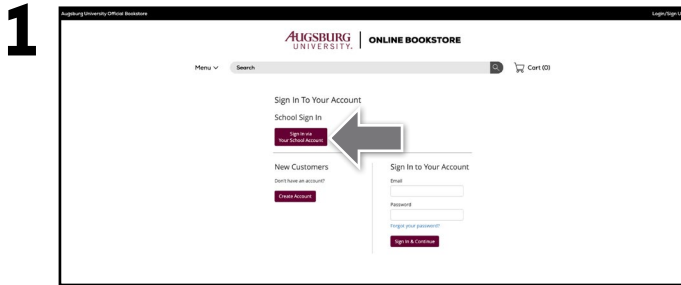 1
Augsburg University Official Bookstore
Login/Sign U
AUGSBURG UNIVERSITY. ONLINE BOOKSTORE
Menu
Search
Cart (0)
Sign In To Your Account
School Sign In
Sign In via
Your School Account
New Customers
Don't have an account?
Create Account
Sign In to Your Account
Email
Password
Forgot your password?
Sign In & Continue